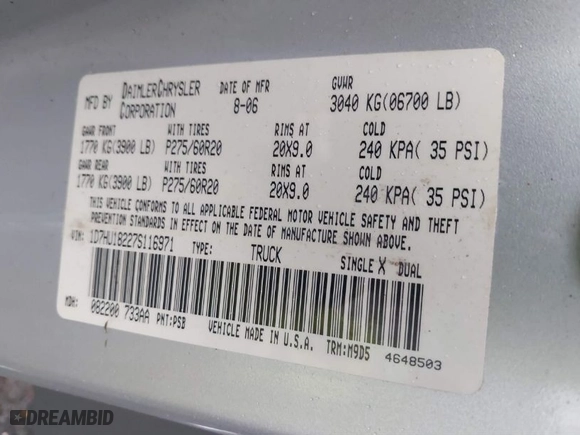 MFD BY DAIMLERCHRYSLER CORPORATION DATE OF MFR 8-06 GVWR 3040 KG(06700 LB)
GAWR FRONT WITH TIRES RIMS AT COLD
1770 KG(3900 LB) P275/60R20 20X9.0 240 KPA( 35 PSI)
GAWR REAR WITH TIRES RIMS AT COLD
1770 KG(3900 LB) P275/60R20 20X9.0 240 KPA( 35 PSI)
THIS VEHICLE CONFORMS TO ALL APPLICABLE FEDERAL MOTOR VEHICLE SAFETY AND THEFT
PREVENTION STANDARDS IN EFFECT ON THE DATE OF MANUFACTURE SHOWN ABOVE.
VIN: 1D7HU18227S116971 TYPE: TRUCK SINGLE X DUAL
MDH: 082200 733AA PNT:PSB VEHICLE MADE IN U.S.A. TRM:M9D5 4648503
DREAMBID